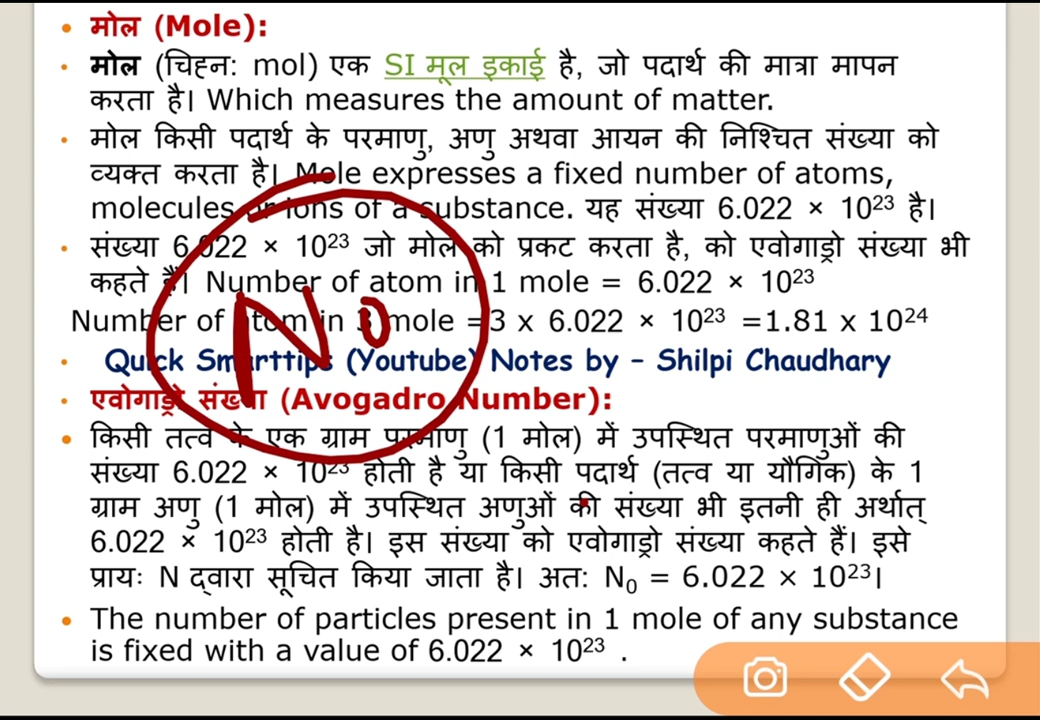 • मोल (Mole):
• मोल (चिह्न: mol) एक SI मूल इकाई है, जो पदार्थ की मात्रा मापन
करता है। Which measures the amount of matter.
• मोल किसी पदार्थ के परमाणु, अणु अथवा आयन की निश्चित संख्या को
व्यक्त करता है। Mole expresses a fixed number of atoms,
molecules or ions of a substance. यह संख्या 6.022 × 10²³ है।
• संख्या 6.022 × 10²³ जो मोल को प्रकट करता है, को एवोगाड्रो संख्या भी
कहते हैं। Number of atom in 1 mole = 6.022 × 10²³
Number of atom in 3 mole =3 x 6.022 × 10²³ =1.81 x 10²⁴
N₀
• Quick Smarttips (Youtube) Notes by – Shilpi Chaudhary
• एवोगाड्रो संख्या (Avogadro Number):
• किसी तत्व के एक ग्राम परमाणु (1 मोल) में उपस्थित परमाणुओं की
संख्या 6.022 × 10²³ होती है या किसी पदार्थ (तत्व या यौगिक) के 1
ग्राम अणु (1 मोल) में उपस्थित अणुओं की संख्या भी इतनी ही अर्थात्
6.022 × 10²³ होती है। इस संख्या को एवोगाड्रो संख्या कहते हैं। इसे
प्रायः N द्वारा सूचित किया जाता है। अत: N₀ = 6.022 × 10²³।
• The number of particles present in 1 mole of any substance
is fixed with a value of 6.022 × 10²³ .